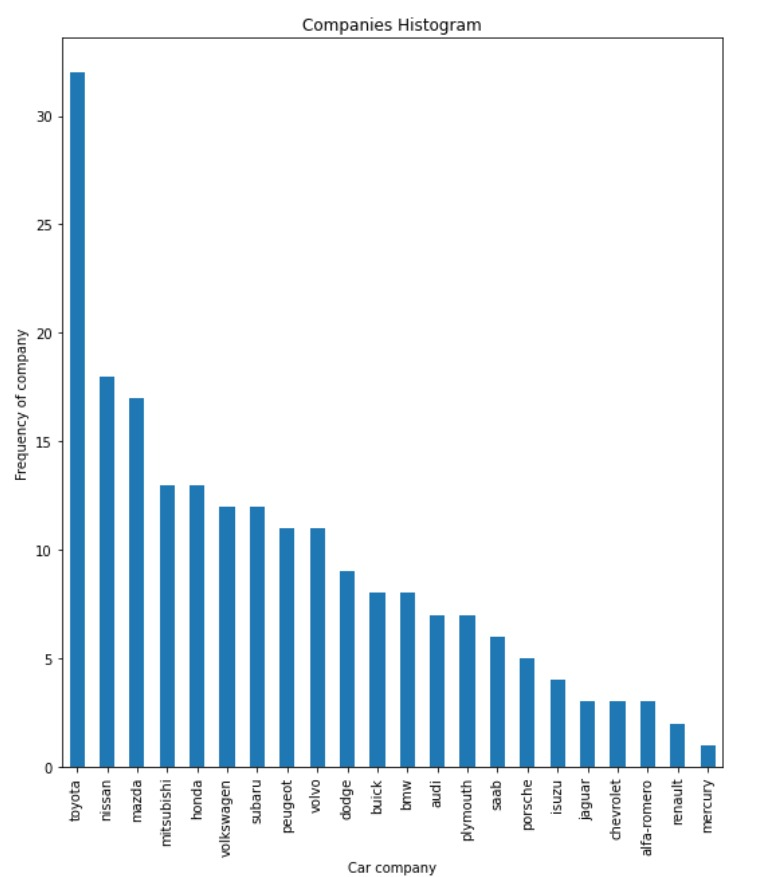 Companies Histogram
Frequency of company
30
25
20
15
10
5
0
toyota
nissan
mazda
mitsubishi
honda
volkswagen
subaru
peugeot
volvo
dodge
buick
bmw
audi
plymouth
saab
porsche
isuzu
jaguar
chevrolet
alfa-romero
renault
mercury
Car company